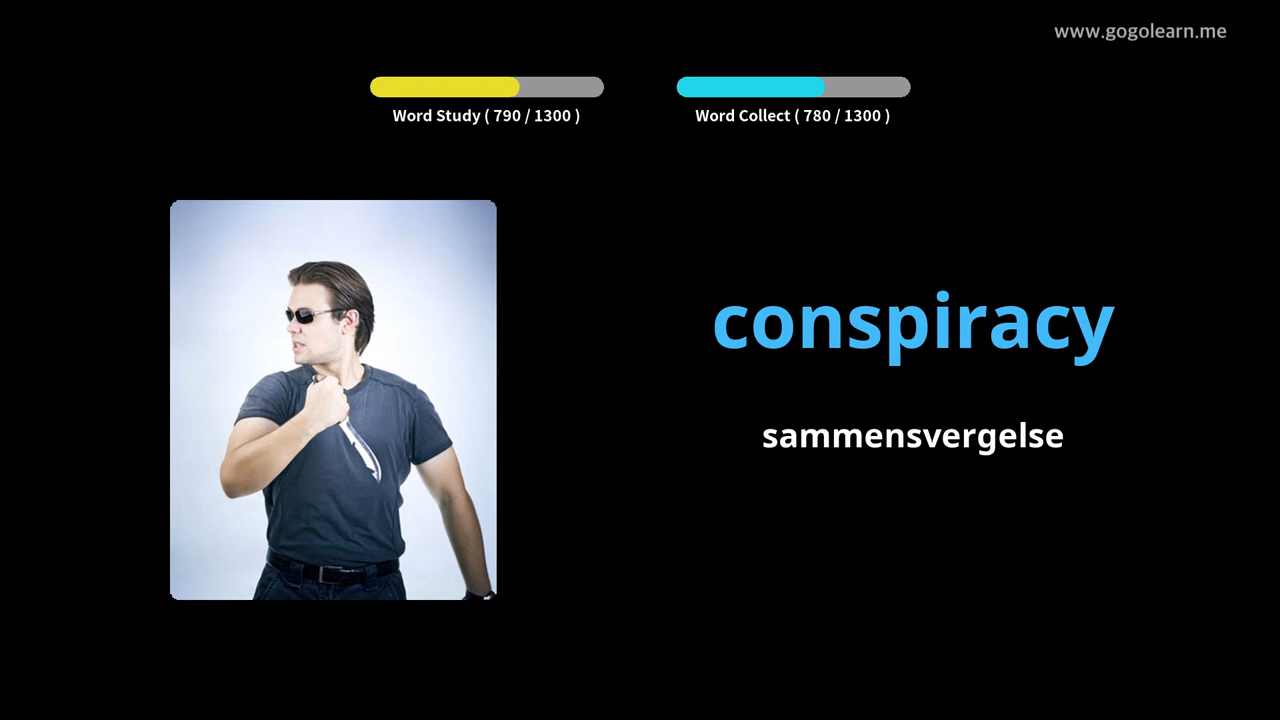 www.gogolearn.me
Word Study ( 790 / 1300 )
Word Collect ( 780 / 1300 )
conspiracy
sammensvergelse